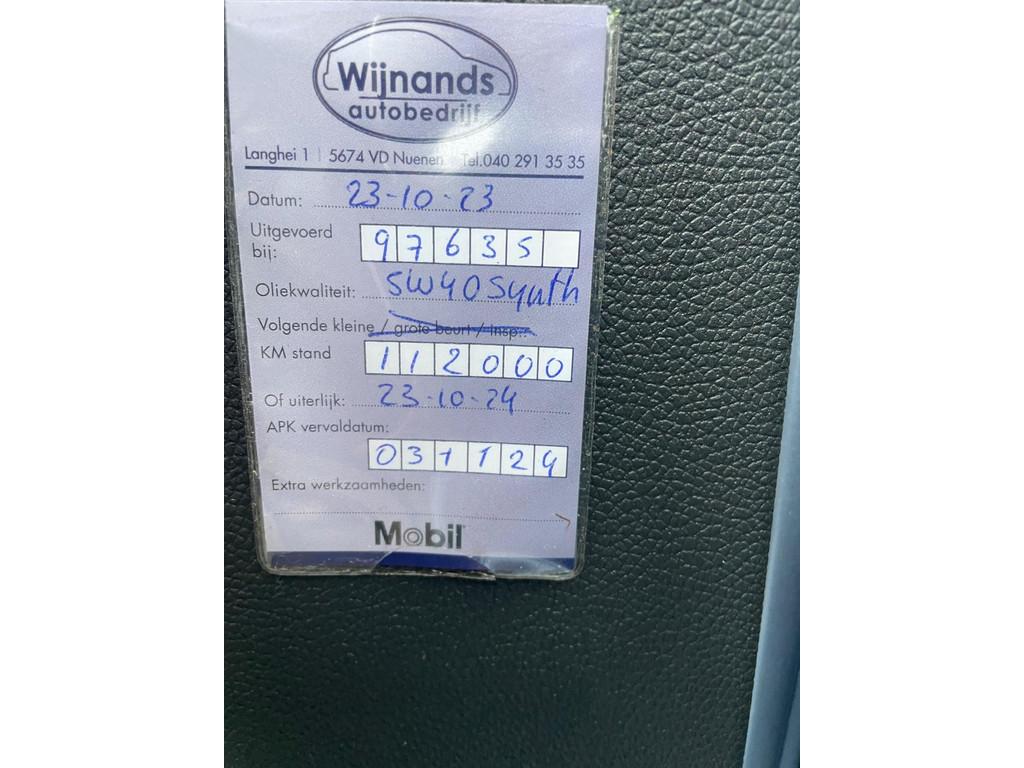 Wijnands
autobedrijf
Langhei 1 | 5674 VD Nuenen Tel.040 291 35 35
Datum: 23-10-23
Uitgevoerd
bij: 97635
Oliekwaliteit: 5W40 Synth
Volgende kleine / grote beurt / Insp.:
KM stand 112000
Of uiterlijk: 23-10-24
APK vervaldatum:
031124
Extra werkzaamheden:
Mobil